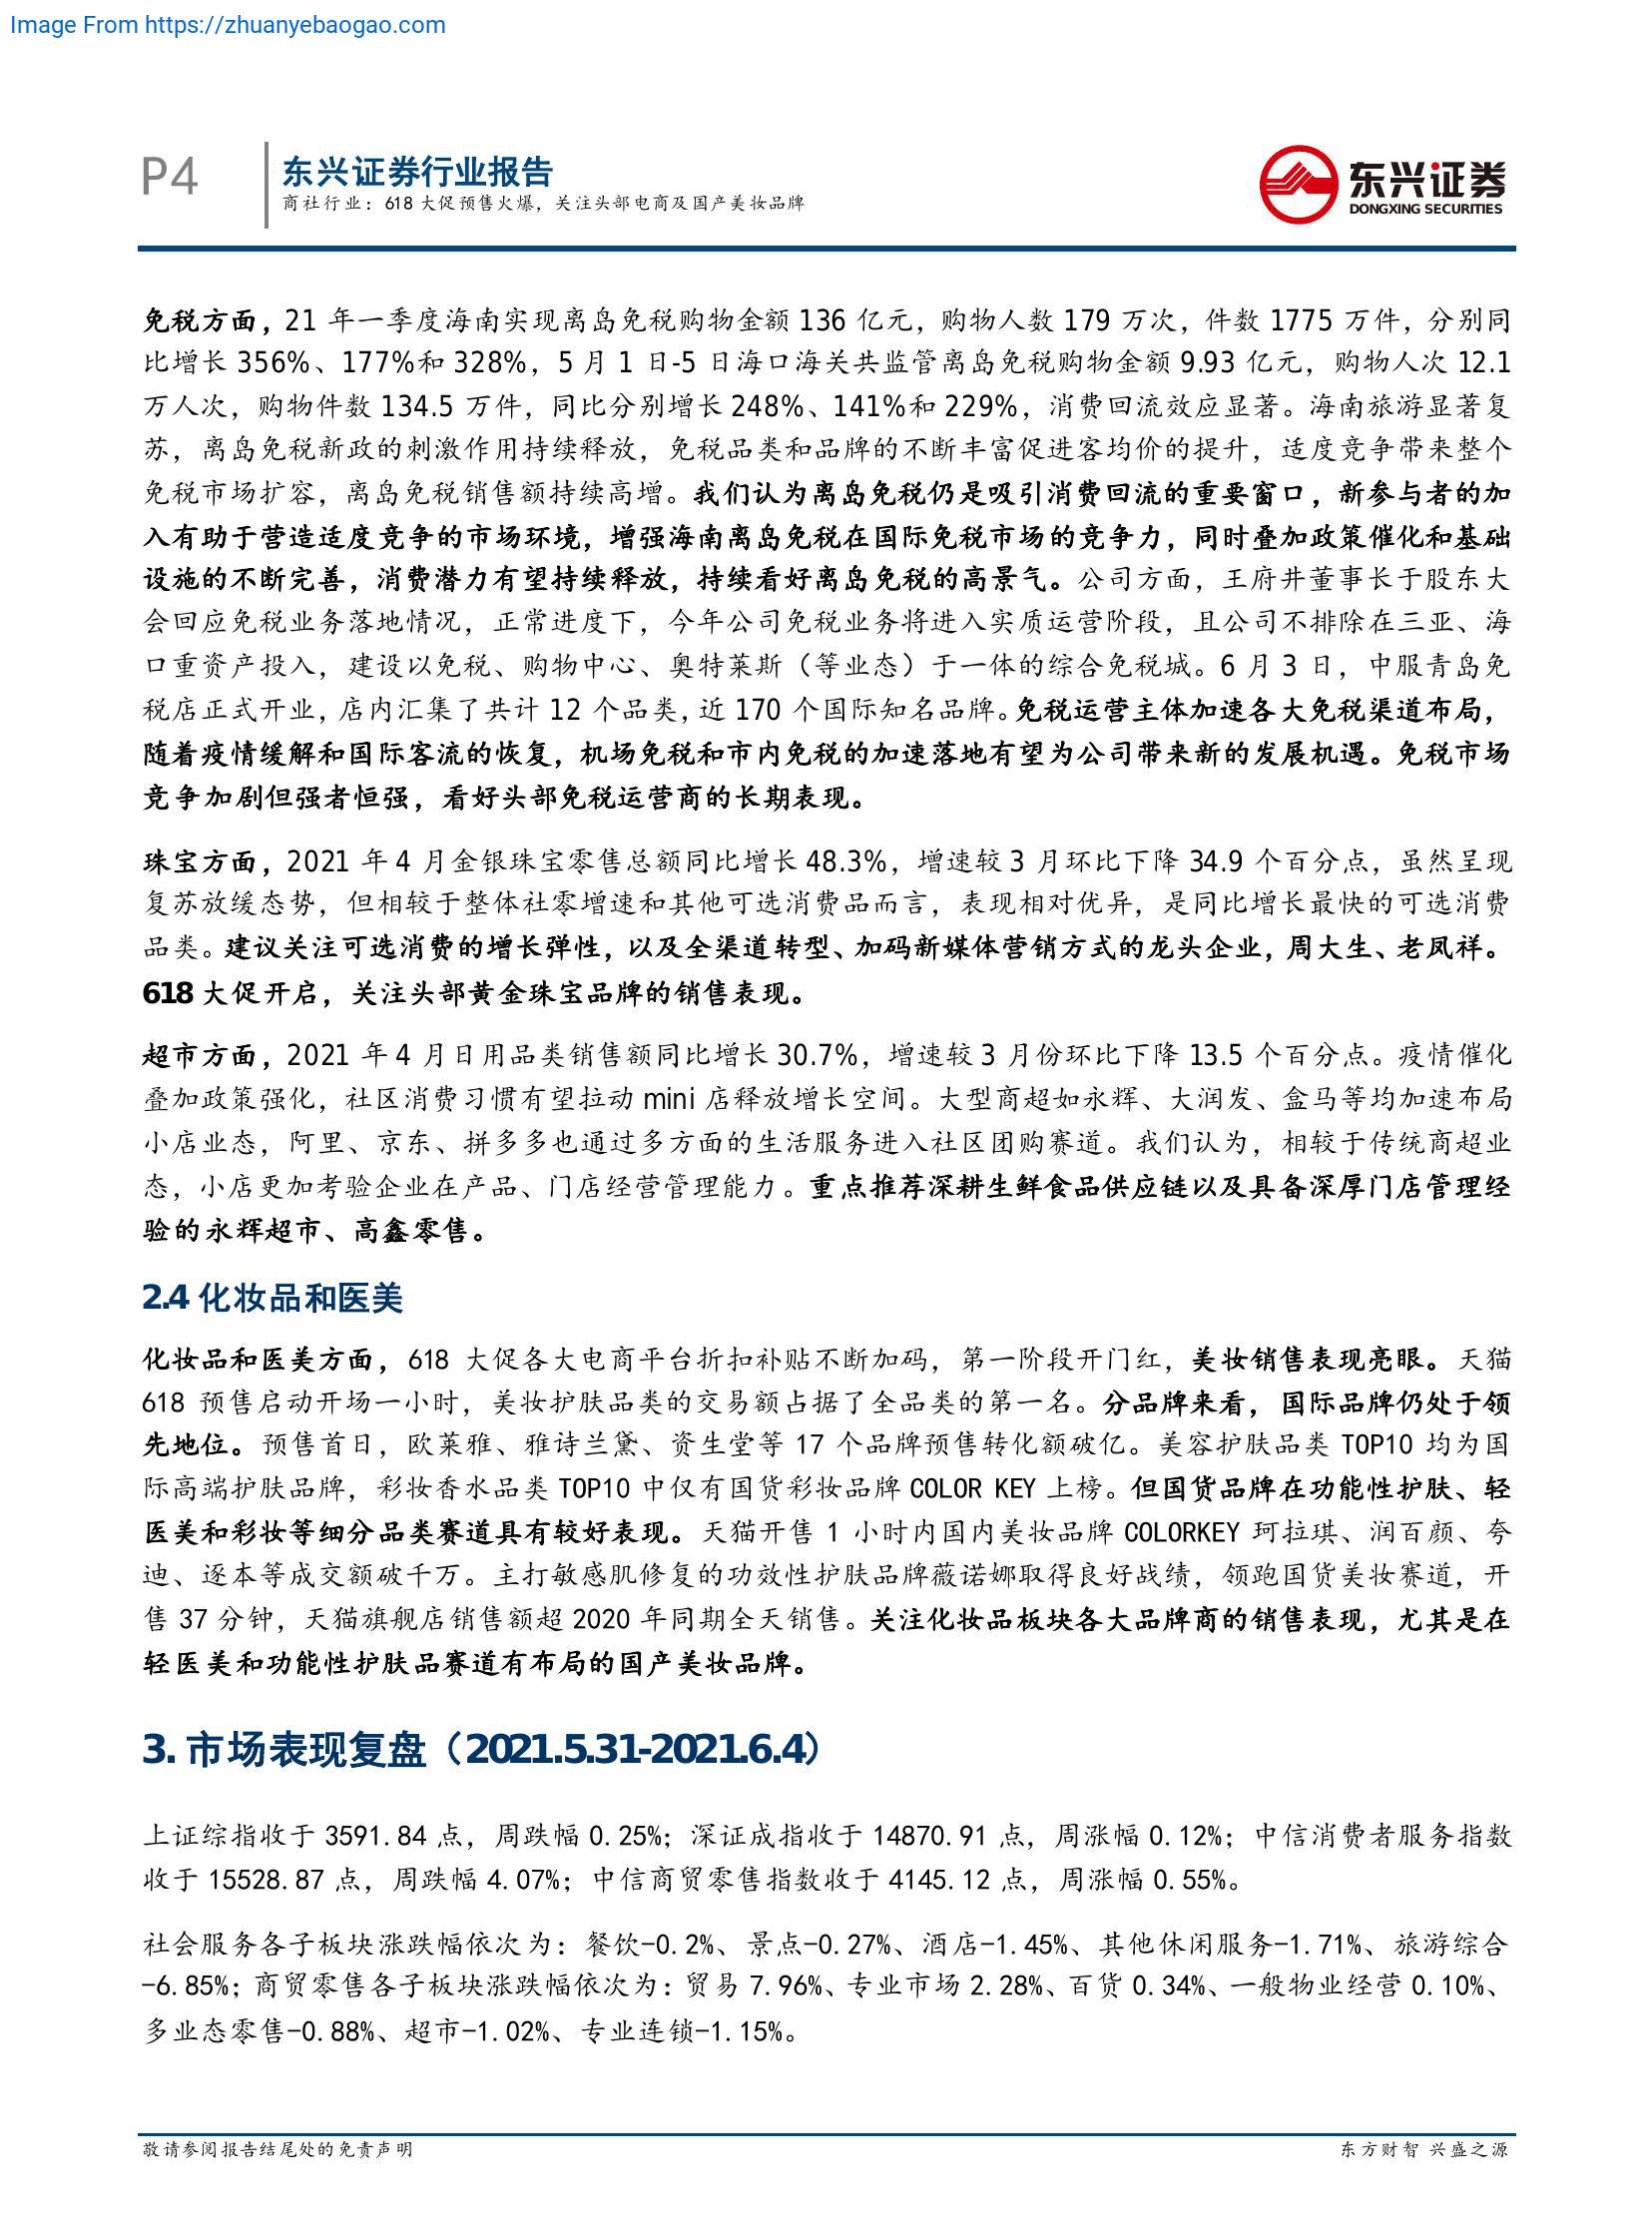 Image From https://zhuanyebaogao.com
P4
东兴证券行业报告
商社行业：618 大促预售火爆，关注头部电商及国产美妆品牌
东兴证券
DONGXING SECURITIES
免税方面，21 年一季度海南实现离岛免税购物金额 136 亿元，购物人数 179 万次，件数 1775 万件，分别同
比增长 356%、177%和 328%，5 月 1 日-5 日海口海关共监管离岛免税购物金额 9.93 亿元，购物人次 12.1
万人次，购物件数 134.5 万件，同比分别增长 248%、141%和 229%，消费回流效应显著。海南旅游显著复
苏，离岛免税新政的刺激作用持续释放，免税品类和品牌的不断丰富促进客均价的提升，适度竞争带来整个
免税市场扩容，离岛免税销售额持续高增。我们认为离岛免税仍是吸引消费回流的重要窗口，新参与者的加
入有助于营造适度竞争的市场环境，增强海南离岛免税在国际免税市场的竞争力，同时叠加政策催化和基础
设施的不断完善，消费潜力有望持续释放，持续看好离岛免税的高景气。公司方面，王府井董事长于股东大
会回应免税业务落地情况，正常进度下，今年公司免税业务将进入实质运营阶段，且公司不排除在三亚、海
口重资产投入，建设以免税、购物中心、奥特莱斯（等业态）于一体的综合免税城。6 月 3 日，中服青岛免
税店正式开业，店内汇集了共计 12 个品类，近 170 个国际知名品牌。免税运营主体加速各大免税渠道布局，
随着疫情缓解和国际客流的恢复，机场免税和市内免税的加速落地有望为公司带来新的发展机遇。免税市场
竞争加剧但强者恒强，看好头部免税运营商的长期表现。
珠宝方面，2021 年 4 月金银珠宝零售总额同比增长 48.3%，增速较 3 月环比下降 34.9 个百分点，虽然呈现
复苏放缓态势，但相较于整体社零增速和其他可选消费品而言，表现相对优异，是同比增长最快的可选消费
品类。建议关注可选消费的增长弹性，以及全渠道转型、加码新媒体营销方式的龙头企业，周大生、老凤祥。
618 大促开启，关注头部黄金珠宝品牌的销售表现。
超市方面，2021 年 4 月日用品类销售额同比增长 30.7%，增速较 3 月份环比下降 13.5 个百分点。疫情催化
叠加政策强化，社区消费习惯有望拉动 mini 店释放增长空间。大型商超如永辉、大润发、盒马等均加速布局
小店业态，阿里、京东、拼多多也通过多方面的生活服务进入社区团购赛道。我们认为，相较于传统商超业
态，小店更加考验企业在产品、门店经营管理能力。重点推荐深耕生鲜食品供应链以及具备深厚门店管理经
验的永辉超市、高鑫零售。
2.4 化妆品和医美
化妆品和医美方面，618 大促各大电商平台折扣补贴不断加码，第一阶段开门红，美妆销售表现亮眼。天猫
618 预售启动开场一小时，美妆护肤品类的交易额占据了全品类的第一名。分品牌来看，国际品牌仍处于领
先地位。预售首日，欧莱雅、雅诗兰黛、资生堂等 17 个品牌预售转化额破亿。美容护肤品类 TOP10 均为国
际高端护肤品牌，彩妆香水品类 TOP10 中仅有国货彩妆品牌 COLOR KEY 上榜。但国货品牌在功能性护肤、轻
医美和彩妆等细分品类赛道具有较好表现。天猫开售 1 小时内国内美妆品牌 COLORKEY 珂拉琪、润百颜、夸
迪、逐本等成交额破千万。主打敏感肌修复的功效性护肤品牌薇诺娜取得良好战绩，领跑国货美妆赛道，开
售 37 分钟，天猫旗舰店销售额超 2020 年同期全天销售。关注化妆品板块各大品牌商的销售表现，尤其是在
轻医美和功能性护肤品赛道有布局的国产美妆品牌。
3. 市场表现复盘（2021.5.31-2021.6.4）
上证综指收于 3591.84 点，周跌幅 0.25%；深证成指收于 14870.91 点，周涨幅 0.12%；中信消费者服务指数
收于 15528.87 点，周跌幅 4.07%；中信商贸零售指数收于 4145.12 点，周涨幅 0.55%。
社会服务各子板块涨跌幅依次为：餐饮-0.2%、景点-0.27%、酒店-1.45%、其他休闲服务-1.71%、旅游综合
-6.85%；商贸零售各子板块涨跌幅依次为：贸易 7.96%、专业市场 2.28%、百货 0.34%、一般物业经营 0.10%、
多业态零售-0.88%、超市-1.02%、专业连锁-1.15%。
敬请参阅报告结尾处的免责声明
东方财智 兴盛之源